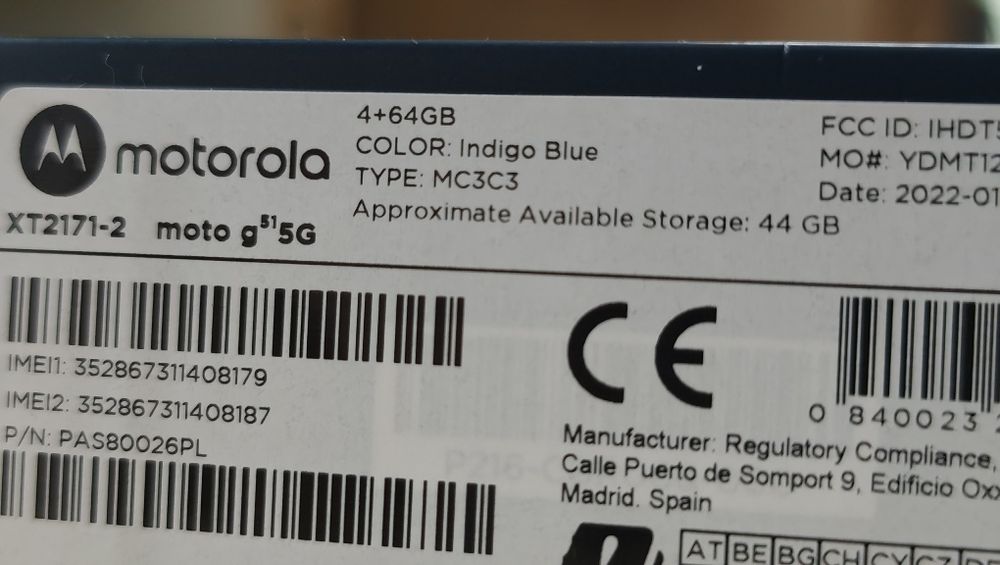 motorola
XT2171-2 moto g51 5G
4+64GB
COLOR: Indigo Blue
TYPE: MC3C3
Approximate Available Storage: 44 GB
FCC ID: IHDT5
MO#: YDMT12
Date: 2022-01
IMEI1: 352867311408179
IMEI2: 352867311408187
P/N: PAS80026PL
CE
0 840023
Manufacturer: Regulatory Compliance,
Calle Puerto de Somport 9, Edificio Oxx
Madrid. Spain
AT BE BG CH CY CZ DE